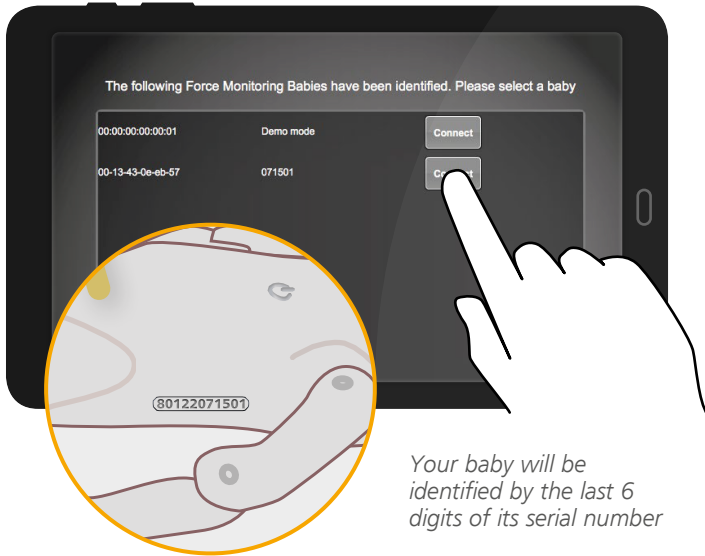 The following Force Monitoring Babies have been identified. Please select a baby
00:00:00:00:00:01 Demo mode Connect
00-13-43-0e-eb-57 071501
80122071501
Your baby will be
identified by the last 6
digits of its serial number